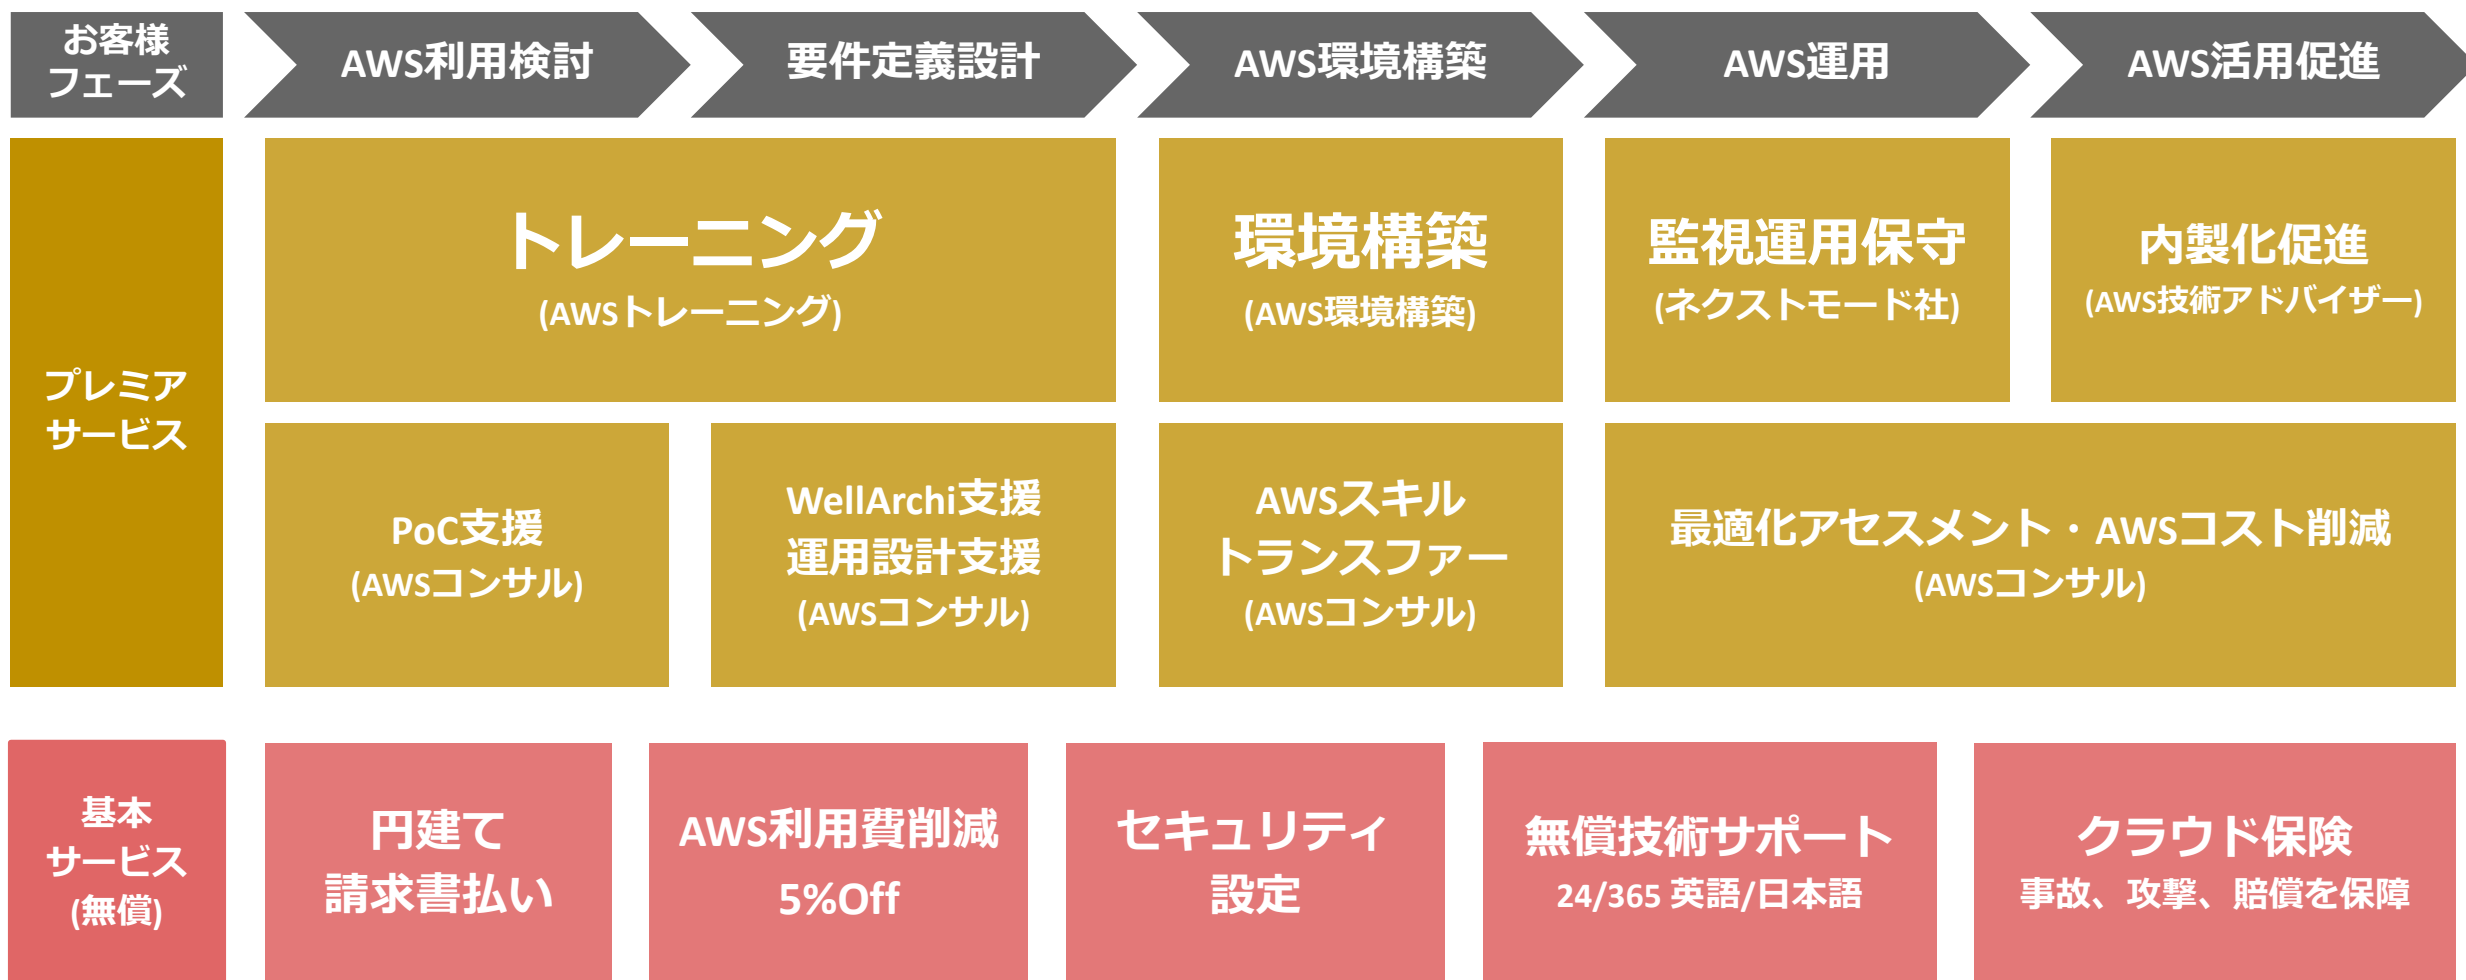 お客様
フェーズ
AWS利用検討
要件定義設計
AWS環境構築
AWS運用
AWS活用促進
プレミア
サービス
トレーニング
(AWSトレーニング)
環境構築
(AWS環境構築)
監視運用保守
(ネクストモード社)
内製化促進
(AWS技術アドバイザー)
PoC支援
(AWSコンサル)
WellArchi支援
運用設計支援
(AWSコンサル)
AWSスキル
トランスファー
(AWSコンサル)
最適化アセスメント・AWSコスト削減
(AWSコンサル)
基本
サービス
(無償)
円建て
請求書払い
AWS利用費削減
5%Off
セキュリティ
設定
無償技術サポート
24/365 英語/日本語
クラウド保険
事故、攻撃、賠償を保障